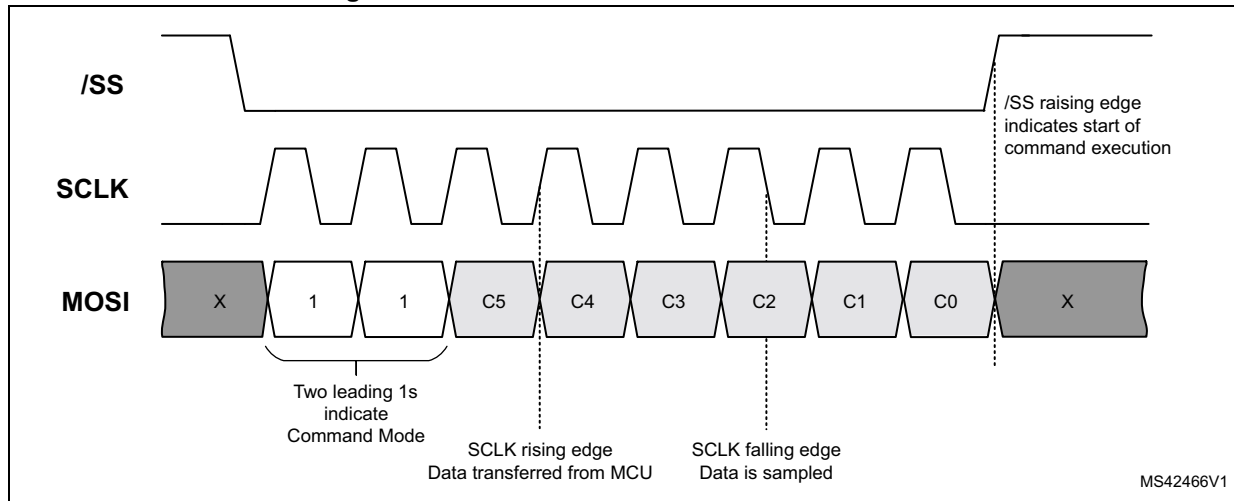 /SS
/SS raising edge
indicates start of
command execution
SCLK
MOSI
X
1
1
C5
C4
C3
C2
C1
C0
X
Two leading 1s
indicate
Command Mode
SCLK rising edge
Data transferred from MCU
SCLK falling edge
Data is sampled
MS42466V1